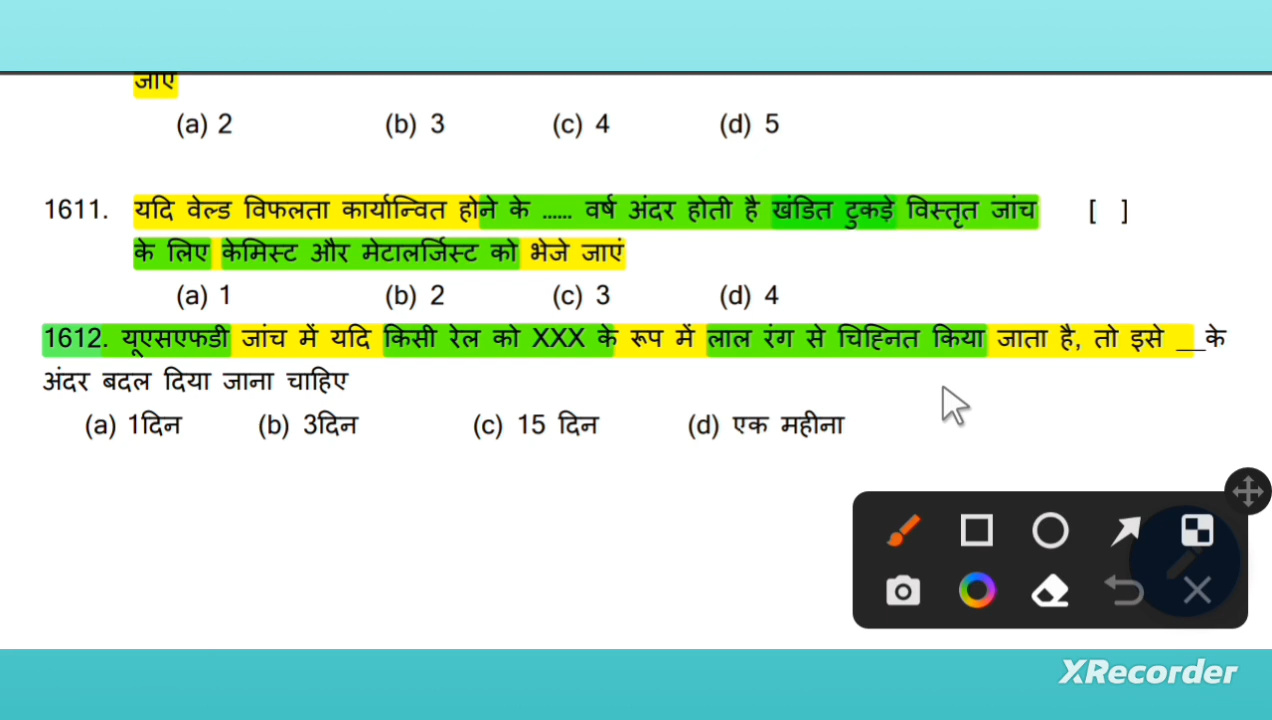 जाए
(a) 2 (b) 3 (c) 4 (d) 5
1611. यदि वेल्ड विफलता कार्यान्वित होने के ...... वर्ष अंदर होती है खंडित टुकड़े विस्तृत जांच [ ]
के लिए केमिस्ट और मेटालर्जिस्ट को भेजे जाएं
(a) 1 (b) 2 (c) 3 (d) 4
1612. यूएसएफडी जांच में यदि किसी रेल को XXX के रूप में लाल रंग से चिह्नित किया जाता है, तो इसे __के
अंदर बदल दिया जाना चाहिए
(a) 1दिन (b) 3दिन (c) 15 दिन (d) एक महीना
XRecorder